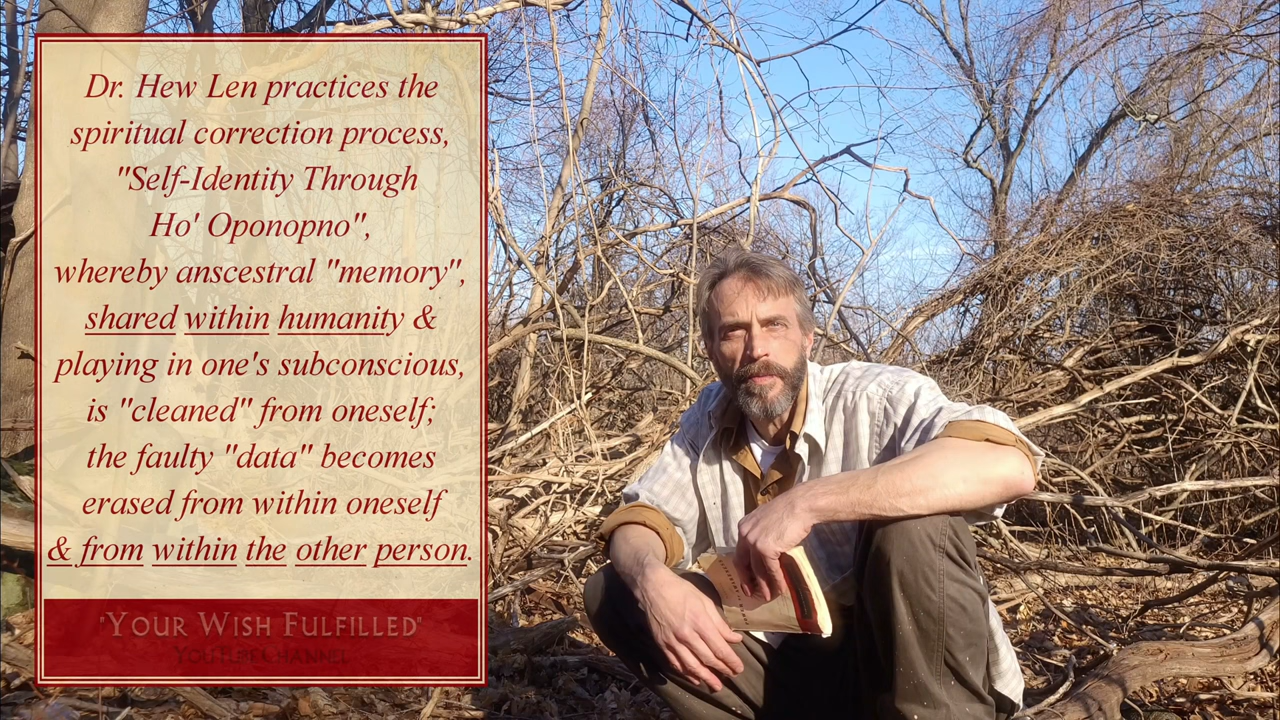 Dr. Hew Len practices the
spiritual correction process,
"Self-Identity Through
Ho' Oponopno",
whereby anscestral "memory",
shared within humanity &
playing in one's subconscious,
is "cleaned" from oneself;
the faulty "data" becomes
erased from within oneself
& from within the other person.
"YOUR WISH FULFILLED"
YOUTUBE CHANNEL